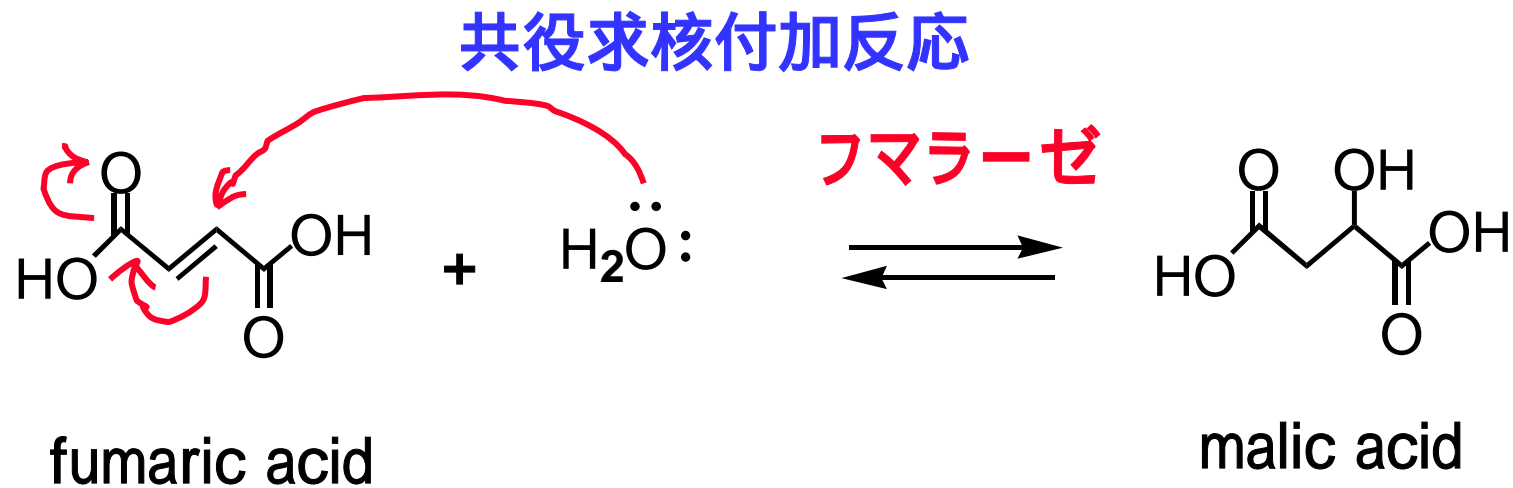 共役求核付加反応
フマラーゼ
O OH HO O
+
H2O
O OH OH HO O
fumaric acid
malic acid